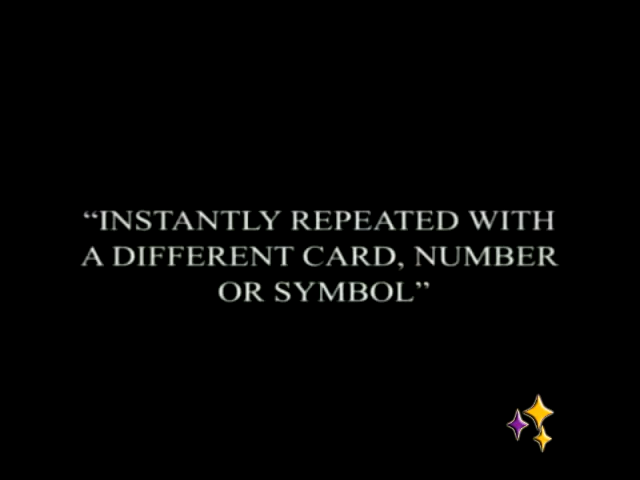 “INSTANTLY REPEATED WITH
A DIFFERENT CARD, NUMBER
OR SYMBOL”